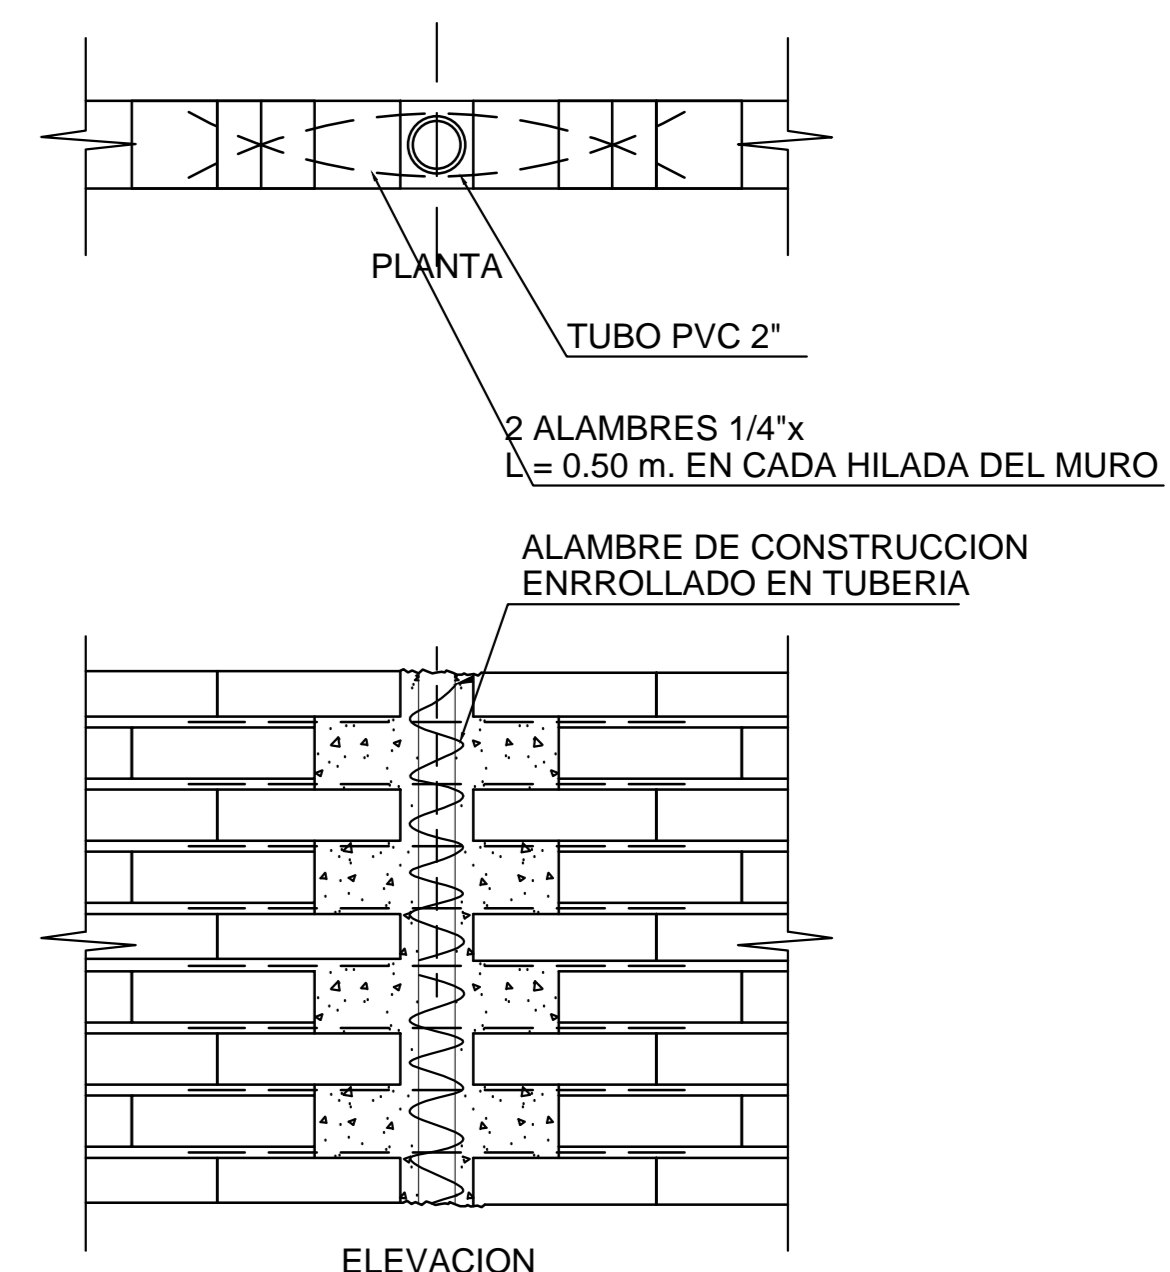 PLANTA
TUBO PVC 2"
2 ALAMBRES 1/4"x
L = 0.50 m. EN CADA HILADA DEL MURO
ALAMBRE DE CONSTRUCCION
ENRROLLADO EN TUBERIA
ELEVACION